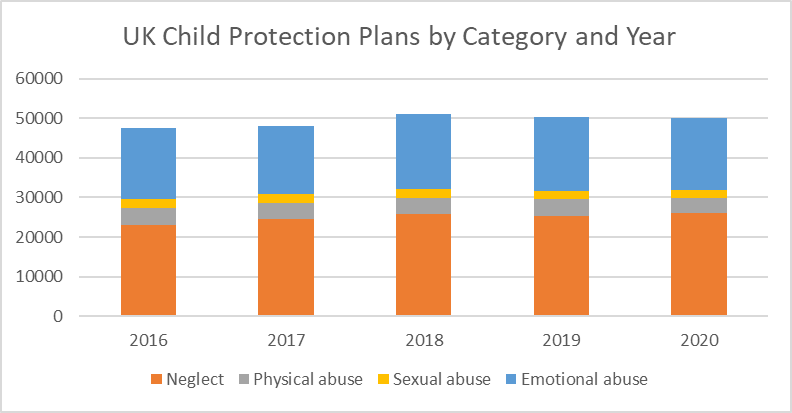 UK Child Protection Plans by Category and Year
60000
50000
40000
30000
20000
10000
0
2016 2017 2018 2019 2020
Neglect Physical abuse Sexual abuse Emotional abuse